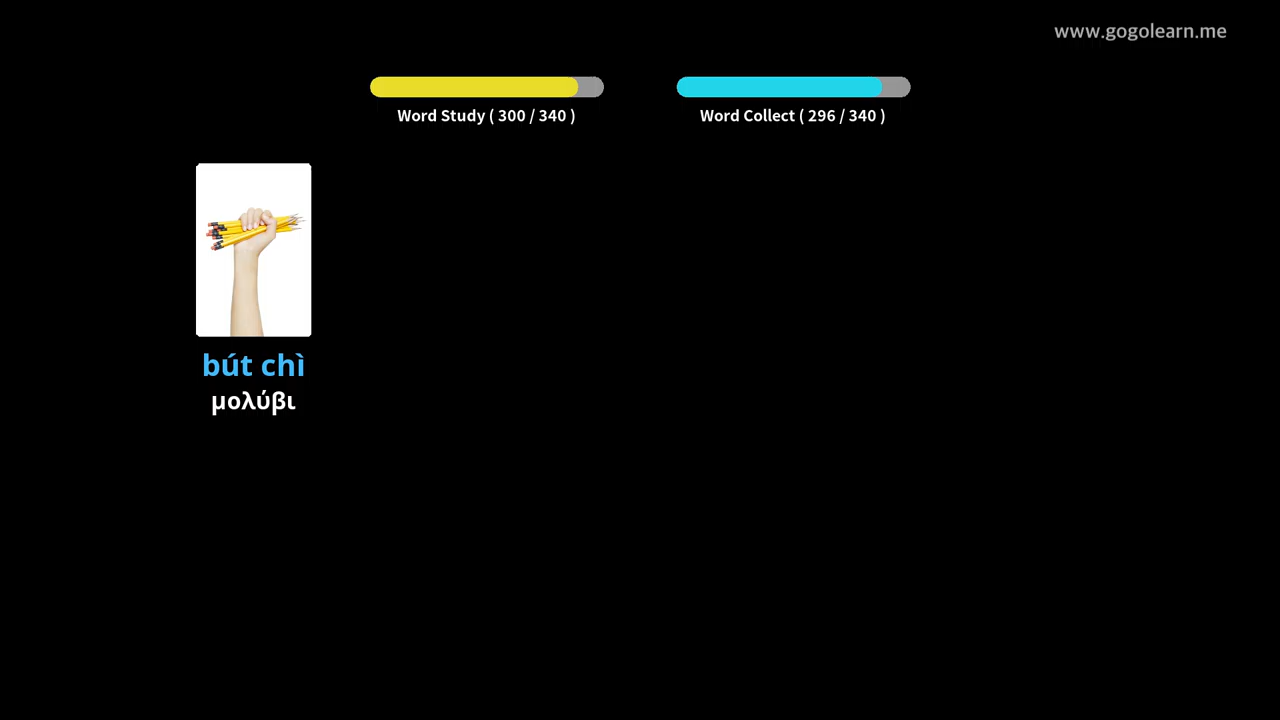 www.gogolearn.me
Word Study ( 300 / 340 )
Word Collect ( 296 / 340 )
bút chì
μολύβι